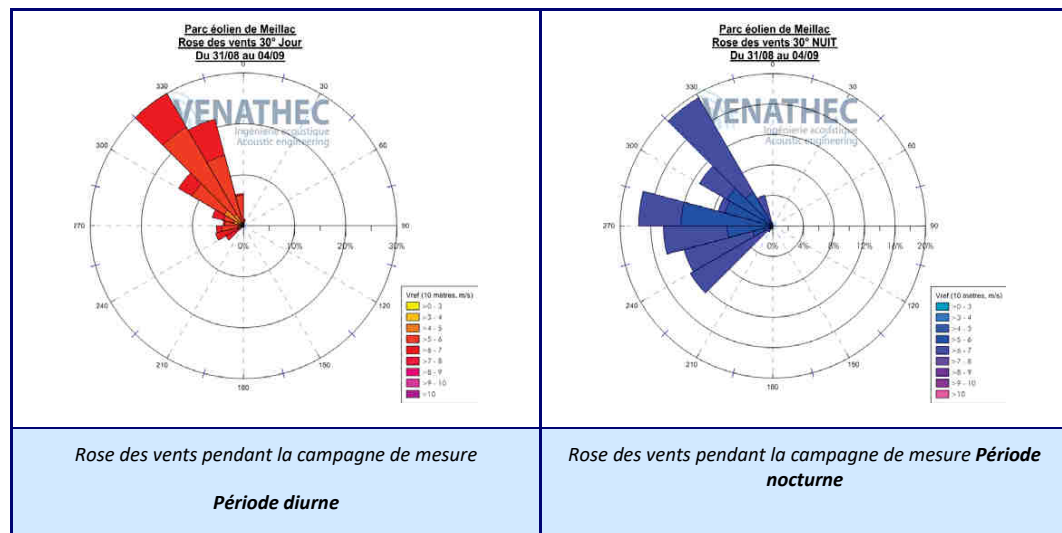 Parc éolien de Meillac
Rose des vents 30° Jour
Du 31/08 au 04/09
0
30
60
90
120
150
180
210
240
270
300
330
0%
10%
20%
30%
VENATHEC
Ingénierie acoustique
Acoustic engineering
Vref (10 mètres, m/s)
>0 - 3
>3 - 4
>4 - 5
>5 - 6
>6 - 7
>7 - 8
>8 - 9
>9 - 10
>10
Parc éolien de Meillac
Rose des vents 30° NUIT
Du 31/08 au 04/09
0
30
60
90
120
150
180
210
240
270
300
330
0%
4%
8%
12%
16%
20%
VENATHEC
Ingénierie acoustique
Acoustic engineering
Vref (10 mètres, m/s)
>0 - 3
>3 - 4
>4 - 5
>5 - 6
>6 - 7
>7 - 8
>8 - 9
>9 - 10
>10
Rose des vents pendant la campagne de mesure
Période diurne
Rose des vents pendant la campagne de mesure Période
nocturne